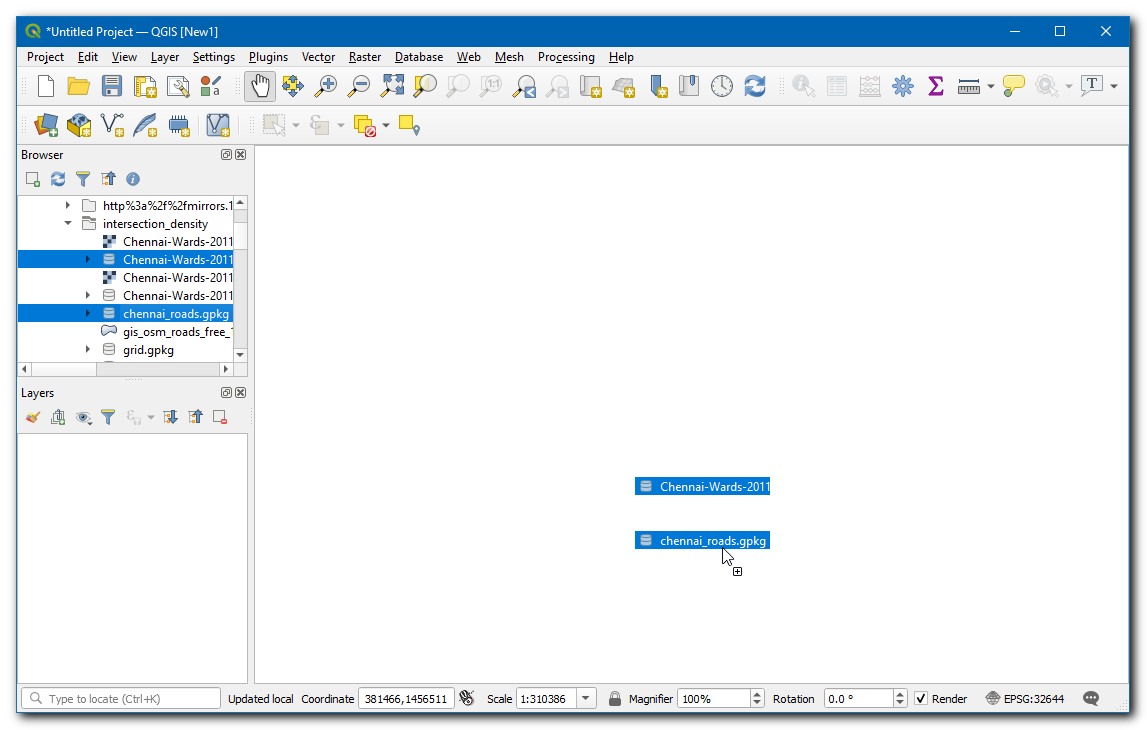 *Untitled Project — QGIS [New1]
Project Edit View Layer Settings Plugins Vector Raster Database Web Mesh Processing Help
Browser
http%3a%2f%2fmirrors.1
intersection_density
Chennai-Wards-2011
Chennai-Wards-2011
Chennai-Wards-2011
Chennai-Wards-2011
chennai_roads.gpkg
gis_osm_roads_free_1
grid.gpkg
Layers
Chennai-Wards-2011
chennai_roads.gpkg
Type to locate (Ctrl+K) Updated local Coordinate 381466,1456511 Scale 1:310386 Magnifier 100% Rotation 0.0 ° Render EPSG:32644